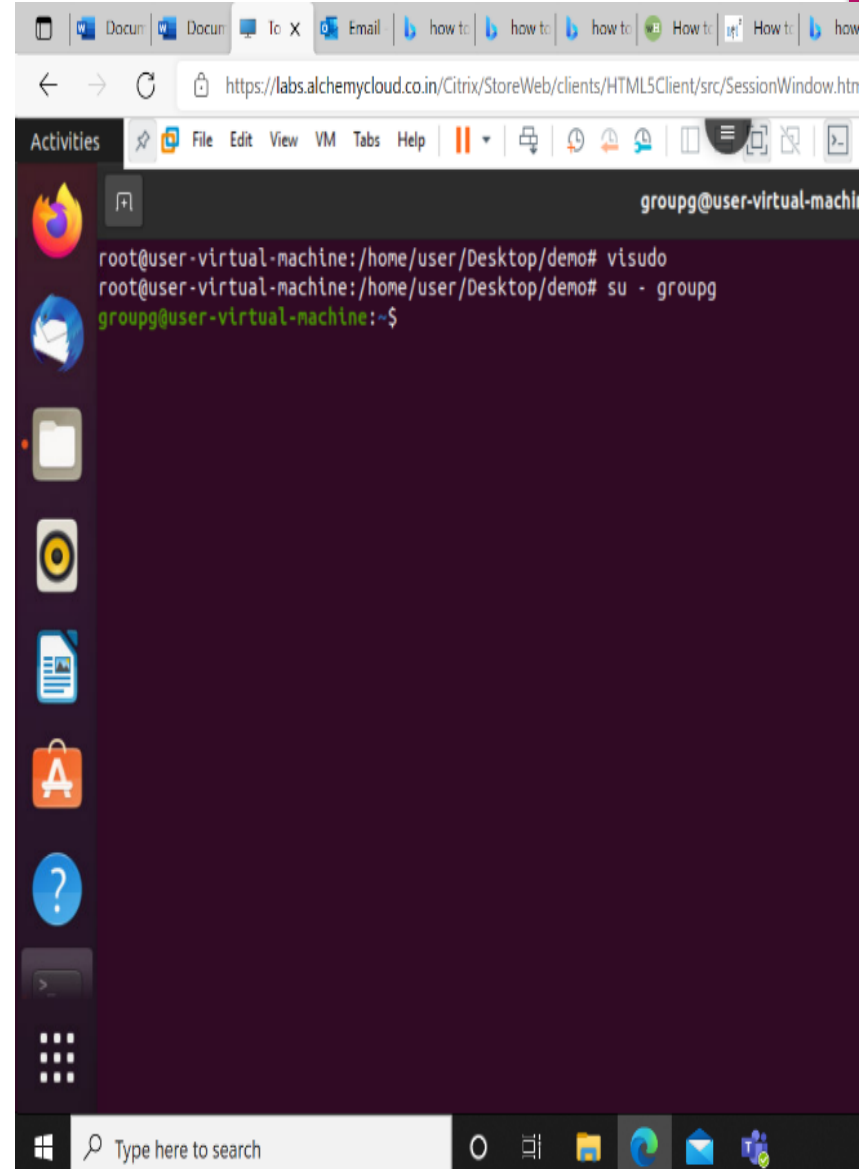 Docum Docum To Email how to how to how to How to How to how
https://labs.alchemycloud.co.in/Citrix/StoreWeb/clients/HTML5Client/src/SessionWindow.htm
Activities File Edit View VM Tabs Help
groupg@user-virtual-machin
root@user-virtual-machine:/home/user/Desktop/demo# visudo
root@user-virtual-machine:/home/user/Desktop/demo# su - groupg
groupg@user-virtual-machine:~$
Type here to search